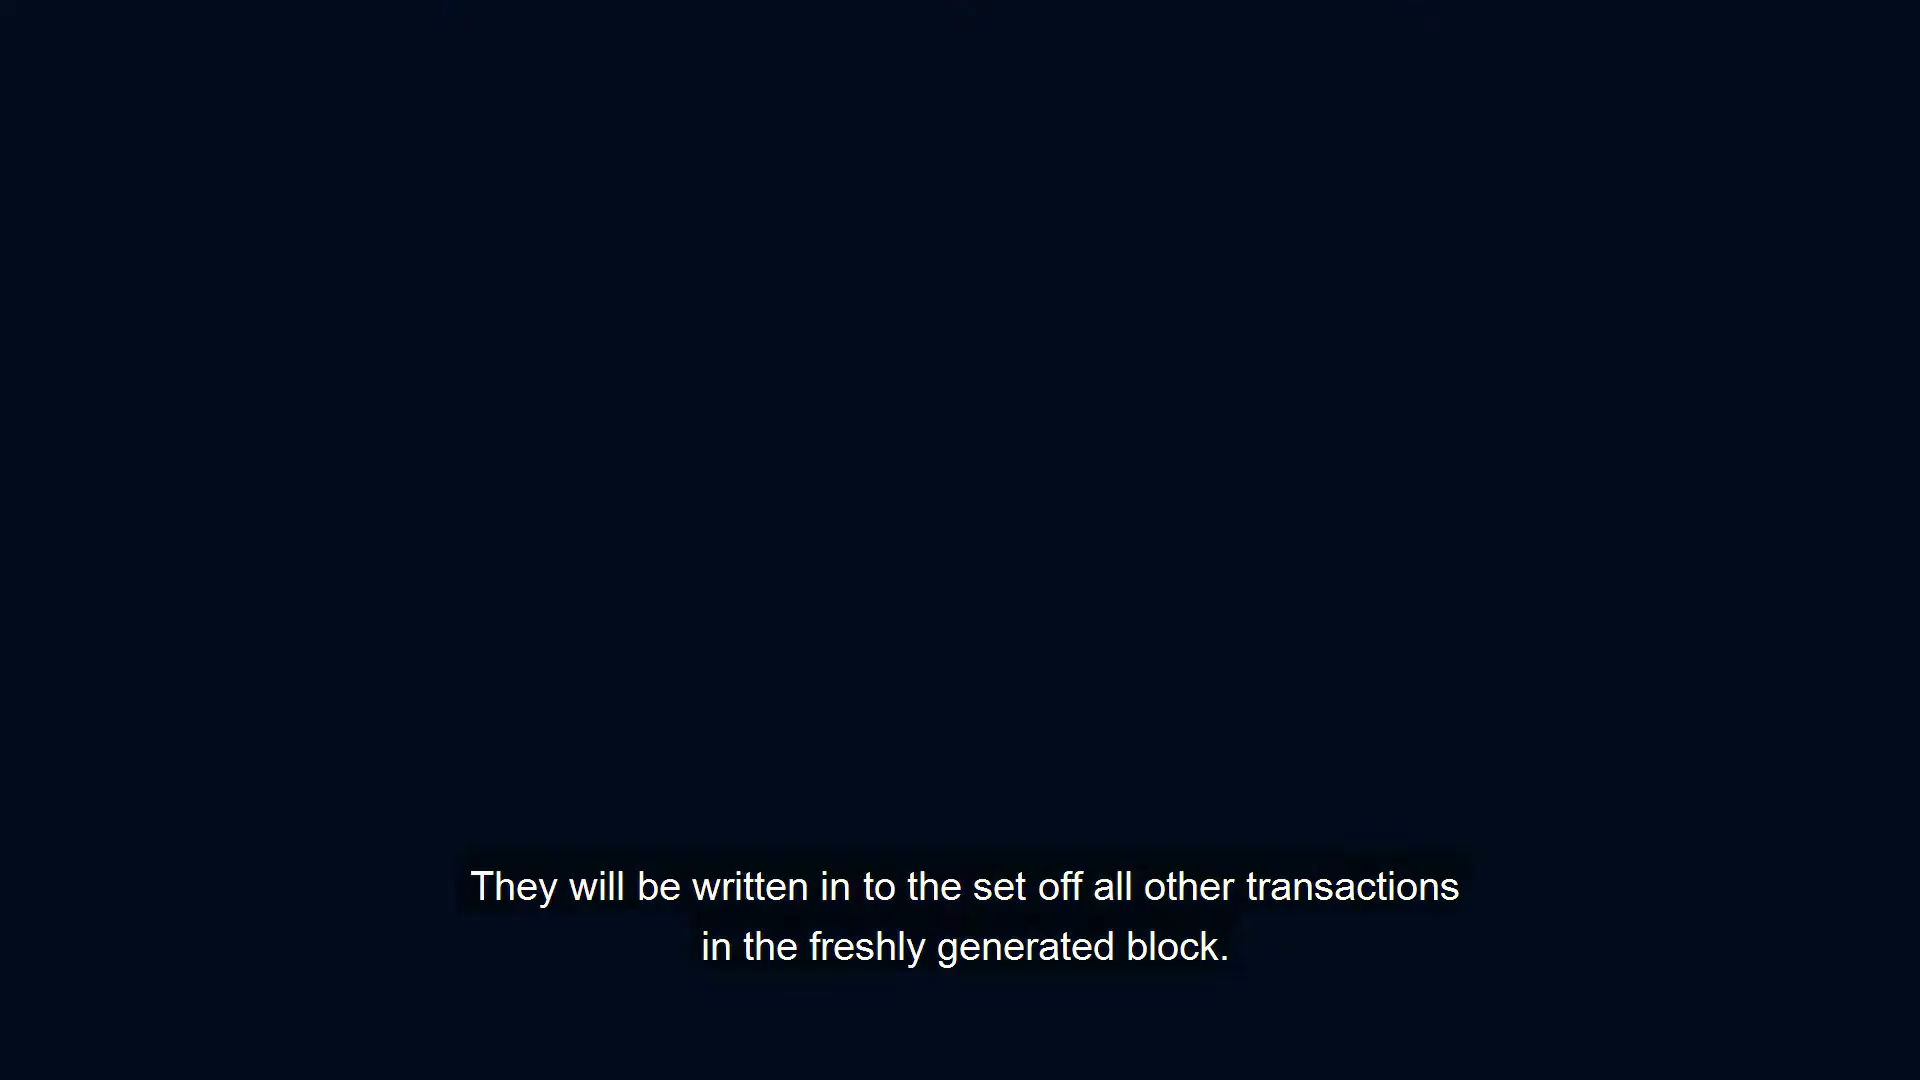 They will be written in to the set off all other transactions
in the freshly generated block.